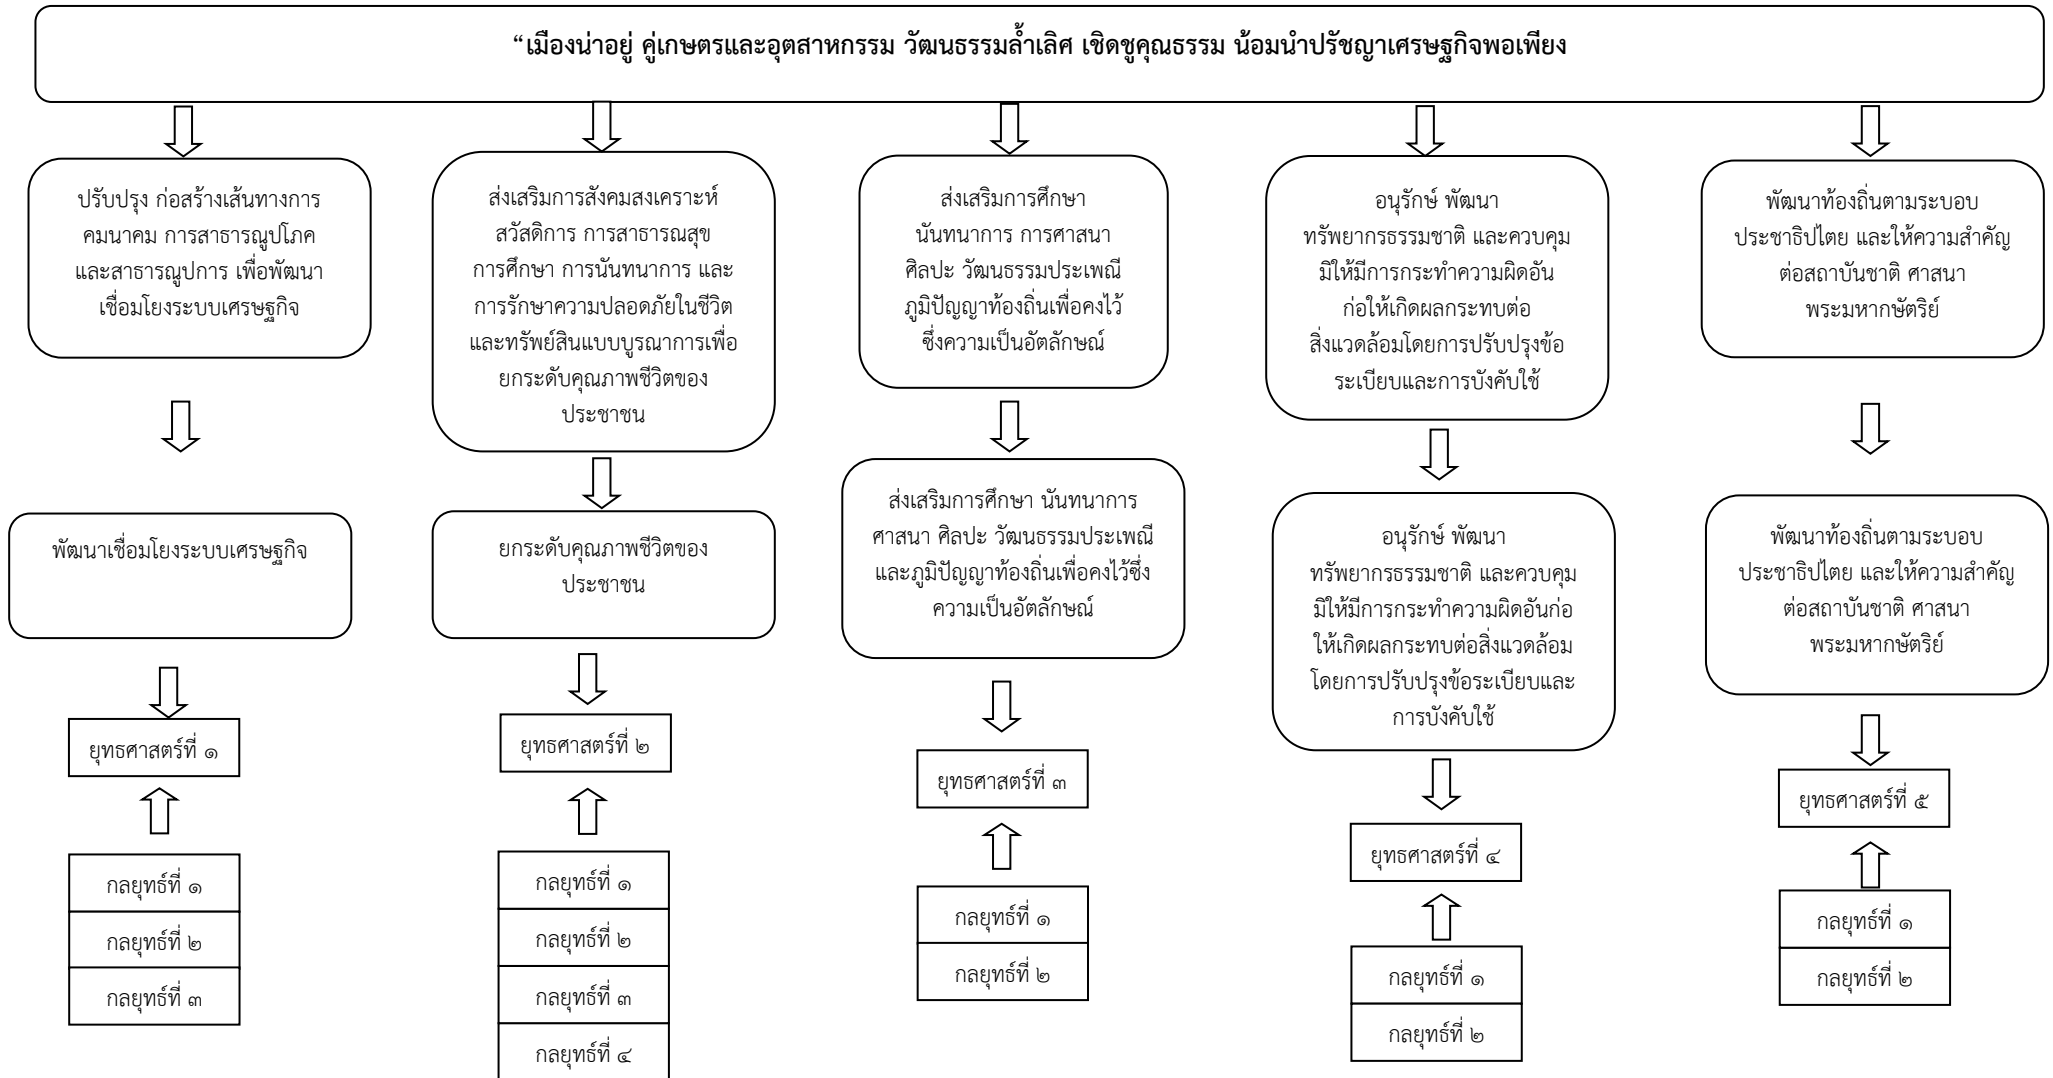 “เมืองน่าอยู่ คู่เกษตรและอุตสาหกรรม วัฒนธรรมล้ำเลิศ เชิดชูคุณธรรม น้อมนำปรัชญาเศรษฐกิจพอเพียง
ปรับปรุง ก่อสร้างเส้นทางการ
คมนาคม การสาธารณูปโภค
และสาธารณูปการ เพื่อพัฒนา
เชื่อมโยงระบบเศรษฐกิจ
ส่งเสริมการสังคมสงเคราะห์
สวัสดิการ การสาธารณสุข
การศึกษา การนันทนาการ และ
การรักษาความปลอดภัยในชีวิต
และทรัพย์สินแบบบูรณาการเพื่อ
ยกระดับคุณภาพชีวิตของ
ประชาชน
ส่งเสริมการศึกษา
นันทนาการ การศาสนา
ศิลปะ วัฒนธรรมประเพณี
ภูมิปัญญาท้องถิ่นเพื่อคงไว้
ซึ่งความเป็นอัตลักษณ์
อนุรักษ์ พัฒนา
ทรัพยากรธรรมชาติ และควบคุม
มิให้มีการกระทำความผิดอัน
ก่อให้เกิดผลกระทบต่อ
สิ่งแวดล้อมโดยการปรับปรุงข้อ
ระเบียบและการบังคับใช้
พัฒนาท้องถิ่นตามระบอบ
ประชาธิปไตย และให้ความสำคัญ
ต่อสถาบันชาติ ศาสนา
พระมหากษัตริย์
พัฒนาเชื่อมโยงระบบเศรษฐกิจ
ยกระดับคุณภาพชีวิตของ
ประชาชน
ส่งเสริมการศึกษา นันทนาการ
ศาสนา ศิลปะ วัฒนธรรมประเพณี
และภูมิปัญญาท้องถิ่นเพื่อคงไว้ซึ่ง
ความเป็นอัตลักษณ์
อนุรักษ์ พัฒนา
ทรัพยากรธรรมชาติ และควบคุม
มิให้มีการกระทำความผิดอันก่อ
ให้เกิดผลกระทบต่อสิ่งแวดล้อม
โดยการปรับปรุงข้อระเบียบและ
การบังคับใช้
พัฒนาท้องถิ่นตามระบอบ
ประชาธิปไตย และให้ความสำคัญ
ต่อสถาบันชาติ ศาสนา
พระมหากษัตริย์
ยุทธศาสตร์ที่ ๑
ยุทธศาสตร์ที่ ๒
ยุทธศาสตร์ที่ ๓
ยุทธศาสตร์ที่ ๔
ยุทธศาสตร์ที่ ๕
กลยุทธ์ที่ ๑
กลยุทธ์ที่ ๒
กลยุทธ์ที่ ๓
กลยุทธ์ที่ ๑
กลยุทธ์ที่ ๒
กลยุทธ์ที่ ๓
กลยุทธ์ที่ ๔
กลยุทธ์ที่ ๑
กลยุทธ์ที่ ๒
กลยุทธ์ที่ ๑
กลยุทธ์ที่ ๒
กลยุทธ์ที่ ๑
กลยุทธ์ที่ ๒